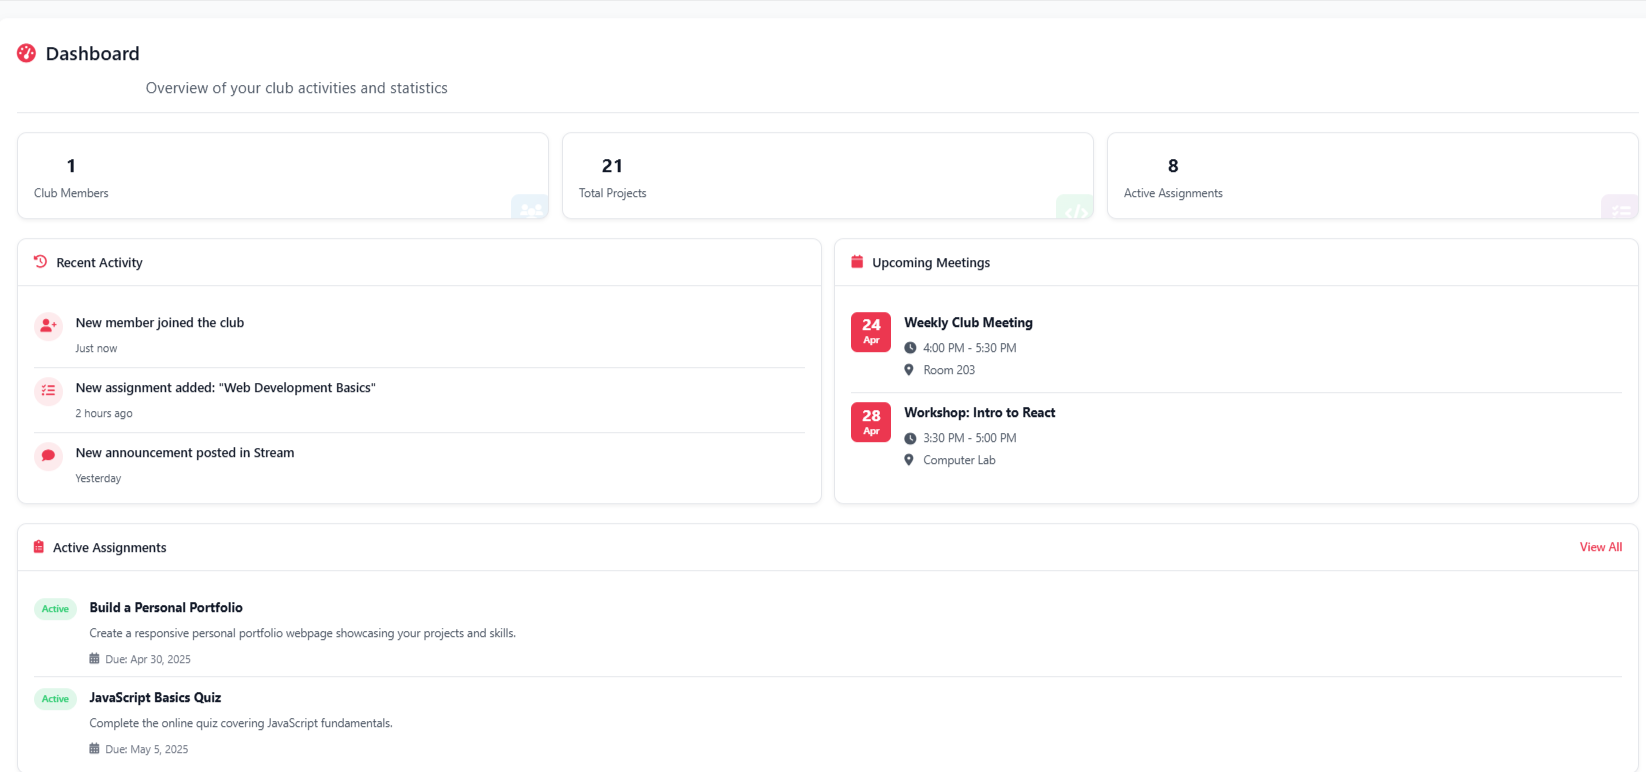 Dashboard
Overview of your club activities and statistics
1
Club Members
21
Total Projects
8
Active Assignments
Recent Activity
New member joined the club
Just now
New assignment added: "Web Development Basics"
2 hours ago
New announcement posted in Stream
Yesterday
Upcoming Meetings
24
Apr
Weekly Club Meeting
4:00 PM - 5:30 PM
Room 203
28
Apr
Workshop: Intro to React
3:30 PM - 5:00 PM
Computer Lab
Active Assignments
View All
Active
Build a Personal Portfolio
Create a responsive personal portfolio webpage showcasing your projects and skills.
Due: Apr 30, 2025
Active
JavaScript Basics Quiz
Complete the online quiz covering JavaScript fundamentals.
Due: May 5, 2025